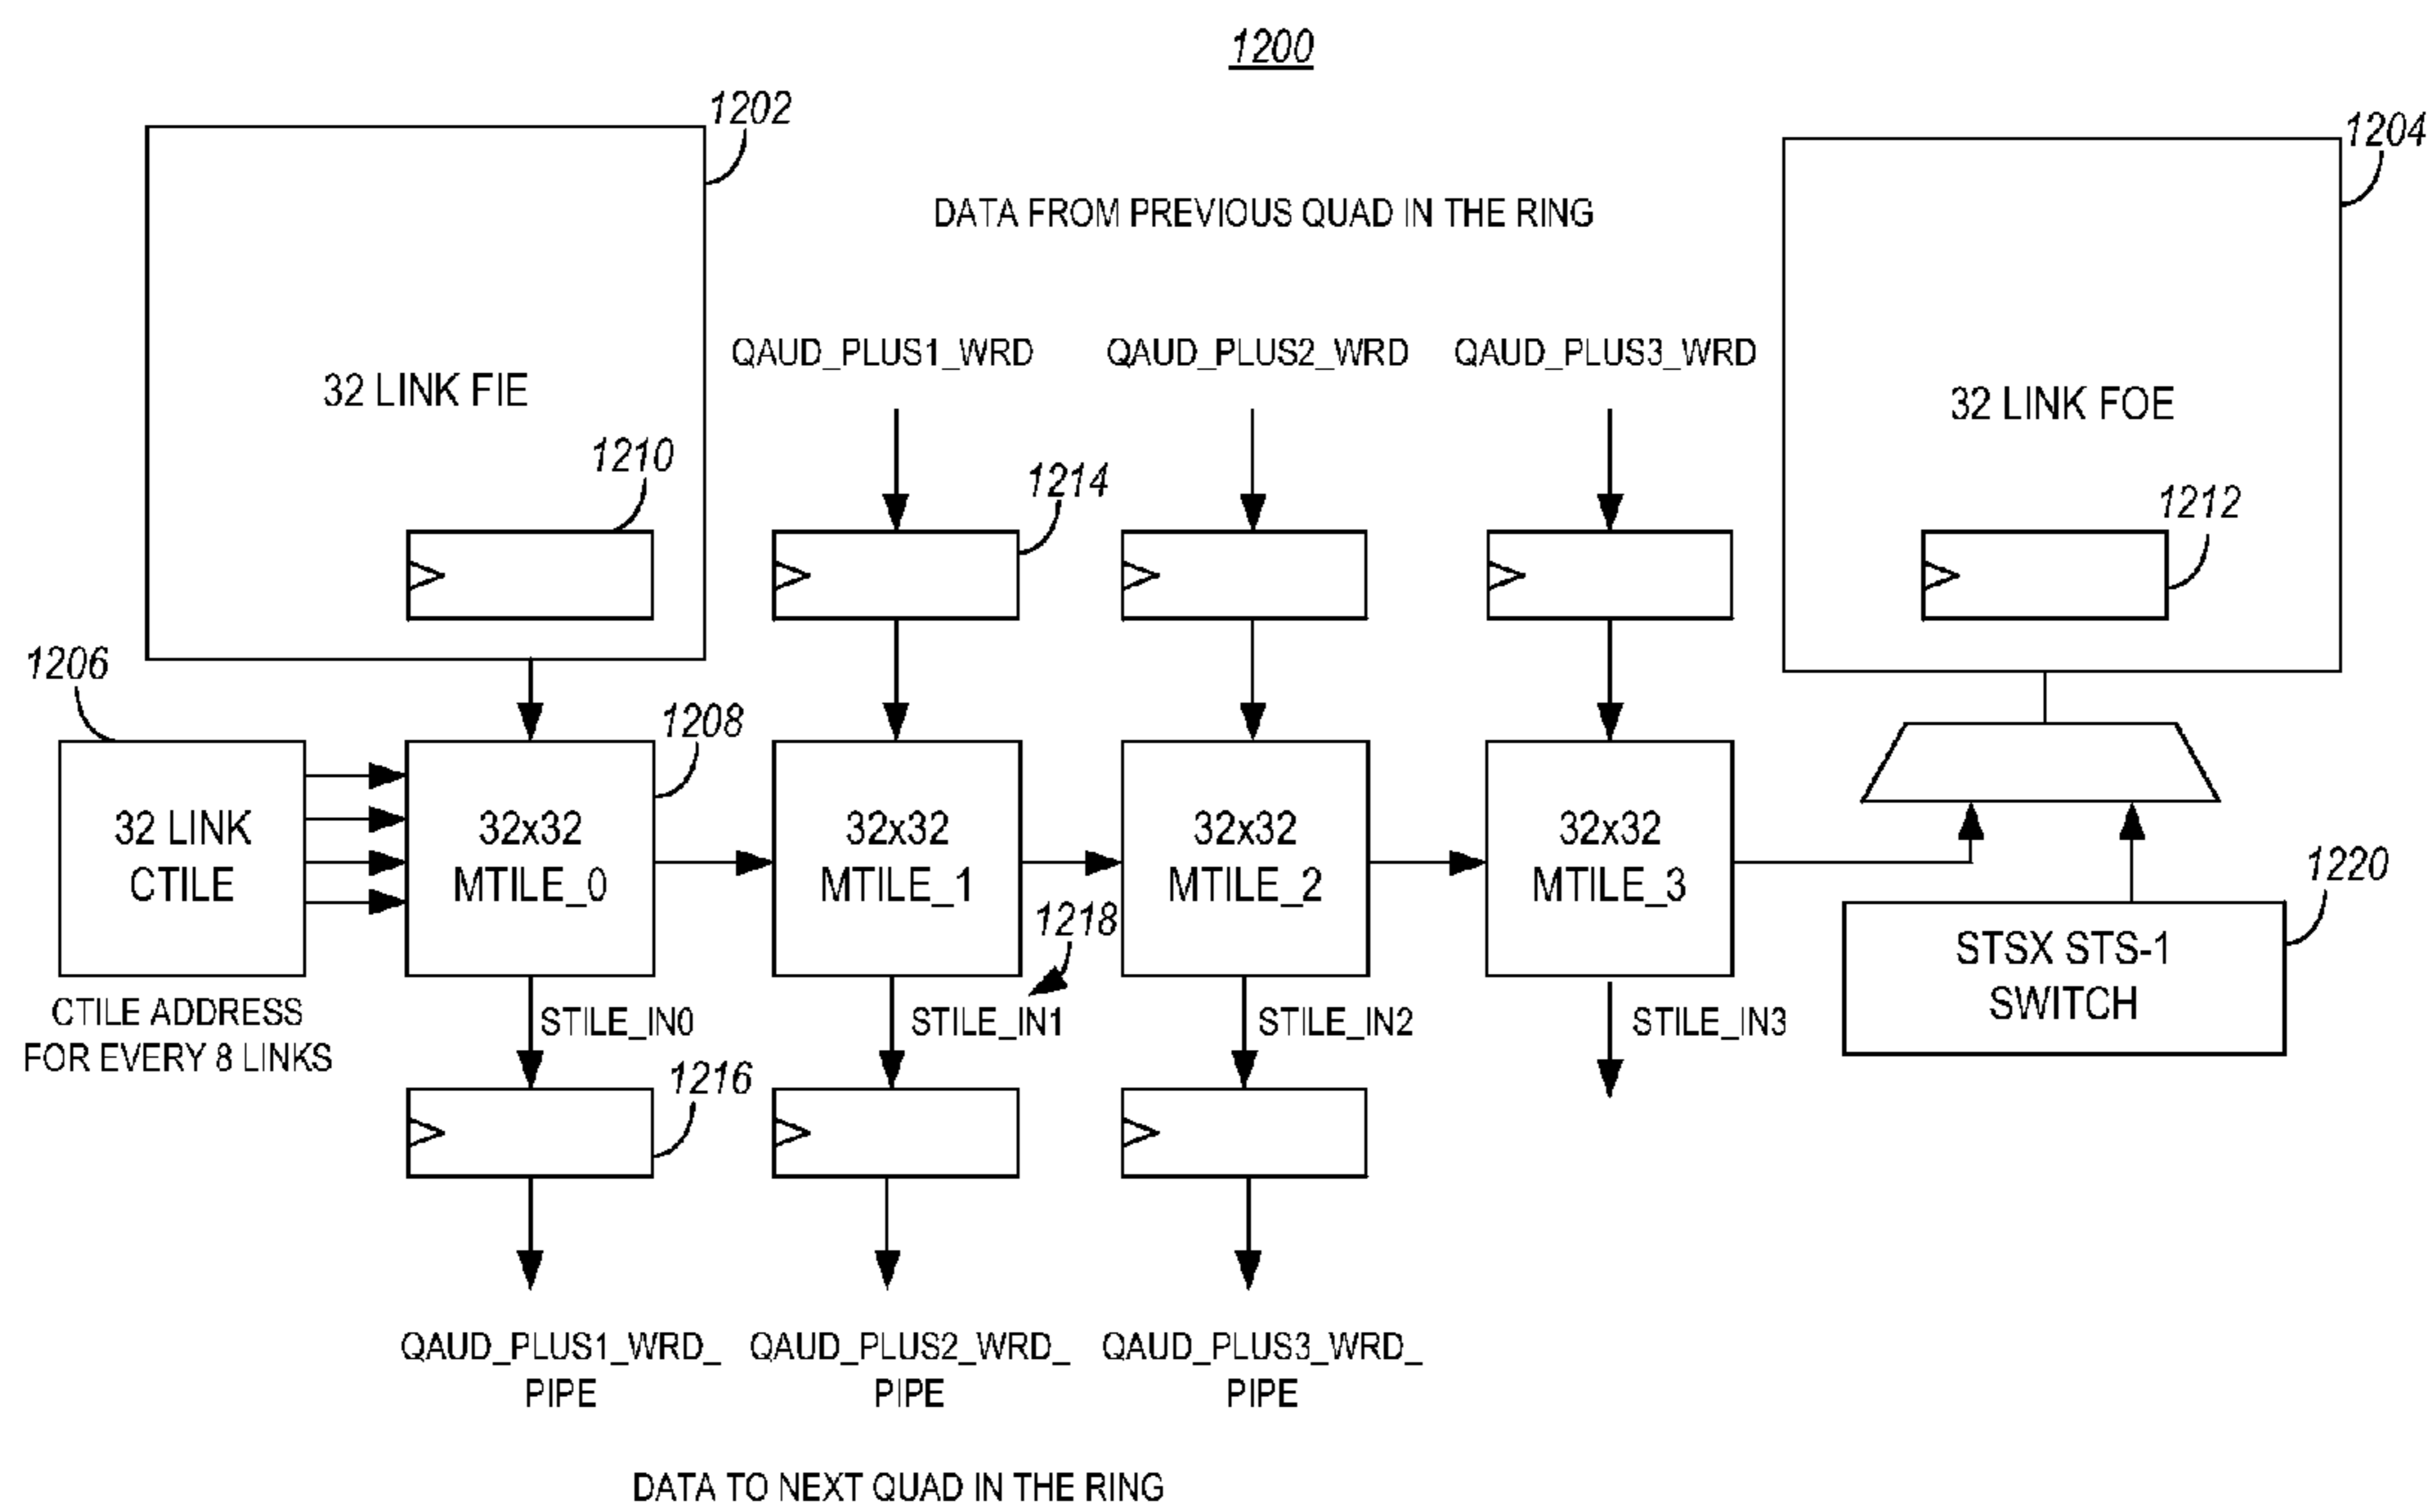 1200
1202
1204
DATA FROM PREVIOUS QUAD IN THE RING
QAUD_PLUS1_WRD
QAUD_PLUS2_WRD
QAUD_PLUS3_WRD
32 LINK FIE
32 LINK FOE
1210
1214
1212
1206
1208
32 LINK
CTILE
32x32
MTILE_0
32x32
MTILE_1
32x32
MTILE_2
32x32
MTILE_3
1218
1220
STSX STS-1
SWITCH
CTILE ADDRESS
FOR EVERY 8 LINKS
STILE_IN0
STILE_IN1
STILE_IN2
STILE_IN3
1216
QAUD_PLUS1_WRD_
PIPE
QAUD_PLUS2_WRD_
PIPE
QAUD_PLUS3_WRD_
PIPE
DATA TO NEXT QUAD IN THE RING